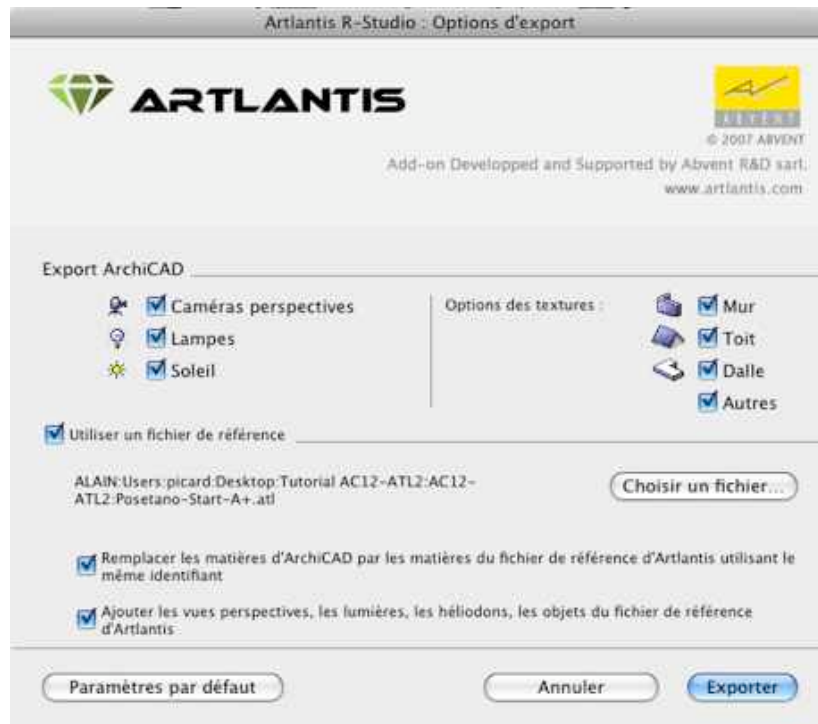 Artlantis R-Studio : Options d'export
ARTLANTIS
ABVENT
© 2007 ABVENT
Add-on Developped and Supported by Abvent R&D sarl.
www.artlantis.com
Export ArchiCAD
Caméras perspectives
Lampes
Soleil
Options des textures :
Mur
Toit
Dalle
Autres
Utiliser un fichier de référence
ALAIN:Users:picard:Desktop:Tutorial AC12-ATL2:AC12-
ATL2:Posetano-Start-A+.atl
Choisir un fichier...
Remplacer les matières d'ArchiCAD par les matières du fichier de référence d'Artlantis utilisant le
même identifiant
Ajouter les vues perspectives, les lumières, les héliodons, les objets du fichier de référence
d'Artlantis
Paramètres par défaut
Annuler
Exporter